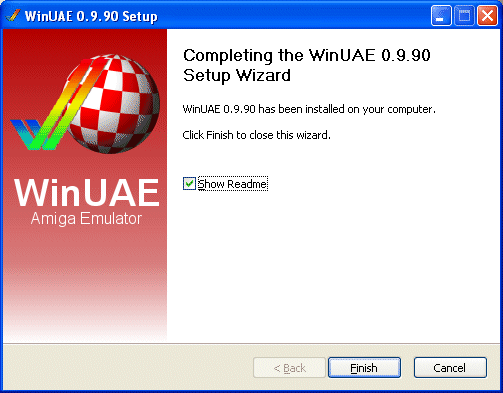 WinUAE 0.9.90 Setup
Completing the WinUAE 0.9.90
Setup Wizard
WinUAE 0.9.90 has been installed on your computer.
Click Finish to close this wizard.
Show Readme
WinUAE
Amiga Emulator
< Back
Finish
Cancel